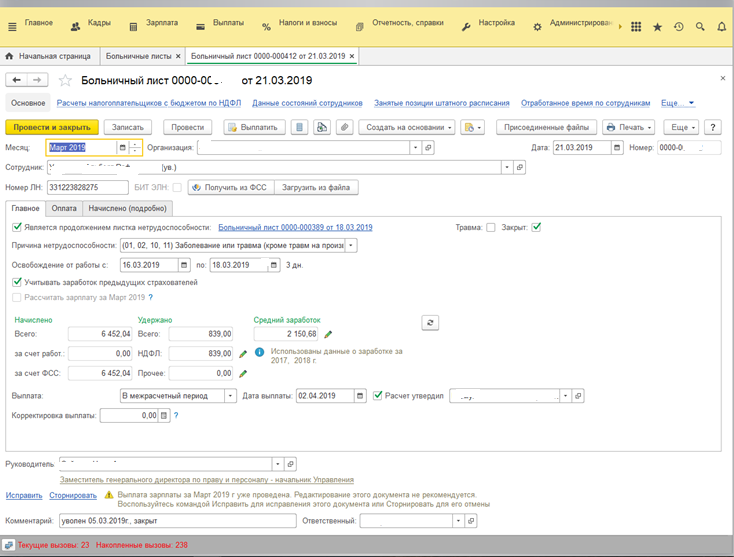 Главное Кадры Зарплата Выплаты Налоги и взносы Отчетность, справки Настройка Администрирован
Начальная страница Больничные листы × Больничный лист 0000-000412 от 21.03.2019 ×
Больничный лист 0000-00 от 21.03.2019
Основное Расчеты налогоплательщиков с бюджетом по НДФЛ Данные состояний сотрудников Занятые позиции штатного расписания Отработанное время по сотрудникам Еще...
Провести и закрыть Записать Провести Выплатить Создать на основании Присоединенные файлы Печать Еще ?
Месяц: Март 2019 Организация: Дата: 21.03.2019 Номер: 0000-0
Сотрудник: (ув.)
Номер ЛН: 331223828275 БИТ ЭЛН: Получить из ФСС Загрузить из файла
Главное Оплата Начислено (подробно)
Является продолжением листка нетрудоспособности: Больничный лист 0000-000389 от 18.03.2019 Травма: Закрыт:
Причина нетрудоспособности: (01, 02, 10, 11) Заболевание или травма (кроме травм на произв
Освобождение от работы с: 16.03.2019 по: 18.03.2019 3 дн.
Учитывать заработок предыдущих страхователей
Рассчитать зарплату за Март 2019 ?
Начислено Удержано Средний заработок
Всего: 6 452,04 Всего: 839,00 2 150,68
за счет работ.: 0,00 НДФЛ: 839,00 Использованы данные о заработке за
2017, 2018 г.
за счет ФСС: 6 452,04 Прочее: 0,00
Выплата: В межрасчетный период Дата выплаты: 02.04.2019 Расчет утвердил
Корректировка выплаты: 0,00 ?
Руководитель
Заместитель генерального директора по праву и персоналу - начальник Управления
Исправить Сторнировать Выплата зарплаты за Март 2019 г уже проведена. Редактирование этого документа не рекомендуется.
Воспользуйтесь командой Исправить для исправления этого документа или Сторнировать для его отмены
Комментарий: уволен 05.03.2019г., закрыт Ответственный:
Текущие вызовы: 23 Накопленные вызовы: 238